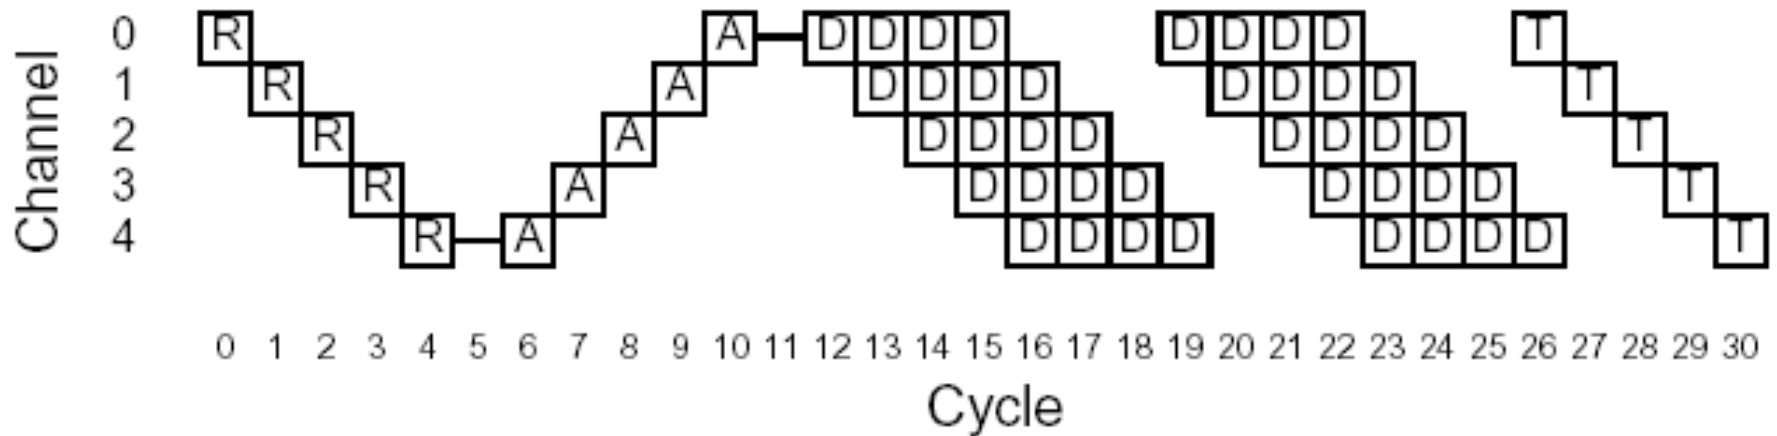 Channel
0 R A D D D D D D D D T
1 R A D D D D D D D D T
2 R A D D D D D D D D T
3 R A D D D D D D D D T
4 R A D D D D D D D D T
0 1 2 3 4 5 6 7 8 9 10 11 12 13 14 15 16 17 18 19 20 21 22 23 24 25 26 27 28 29 30
Cycle